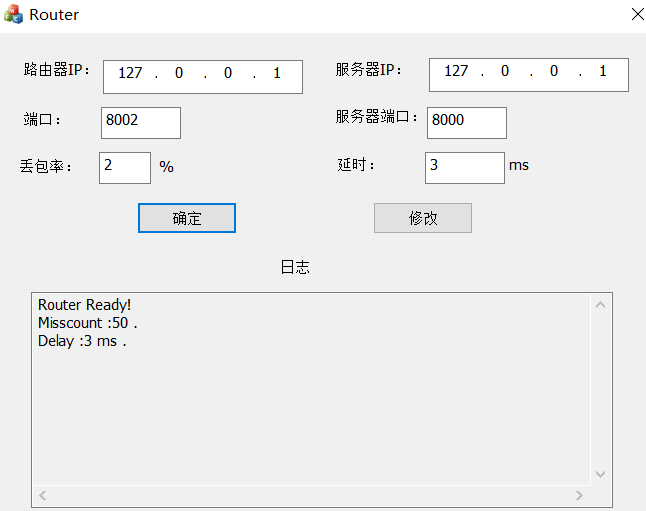 Router
路由器IP： 127 . 0 . 0 . 1 服务器IP： 127 . 0 . 0 . 1
端口： 8002 服务器端口： 8000
丢包率： 2 % 延时： 3 ms
确定 修改
日志
Router Ready!
Misscount :50 .
Delay :3 ms .